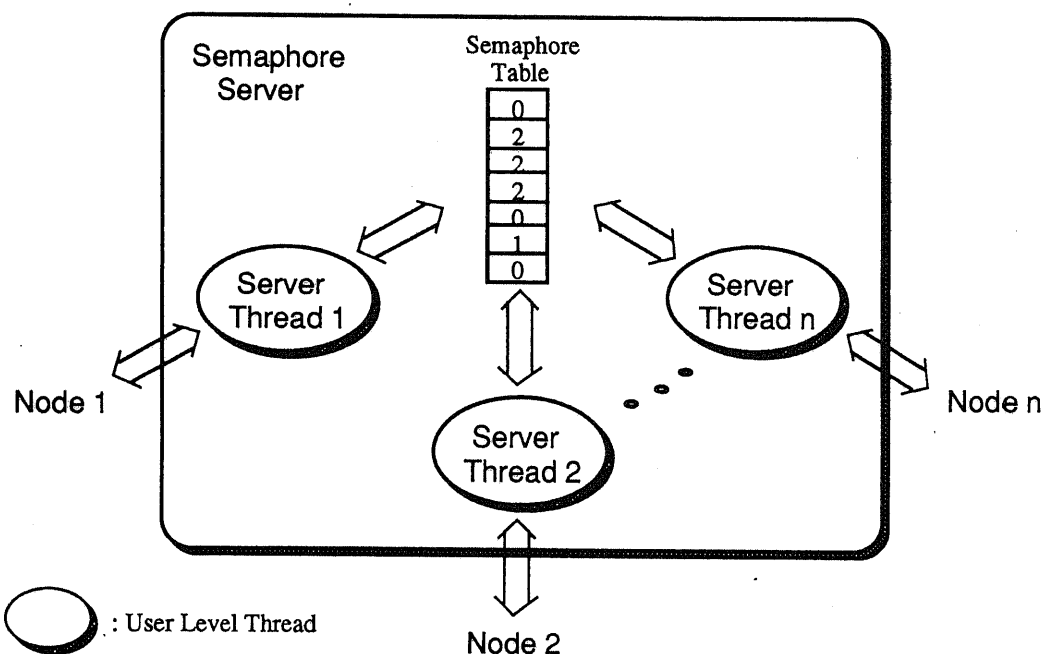 Semaphore
Server
Semaphore
Table
0
2
2
2
0
1
0
Server
Thread 1
Server
Thread n
Node 1
Node n
Server
Thread 2
: User Level Thread
Node 2